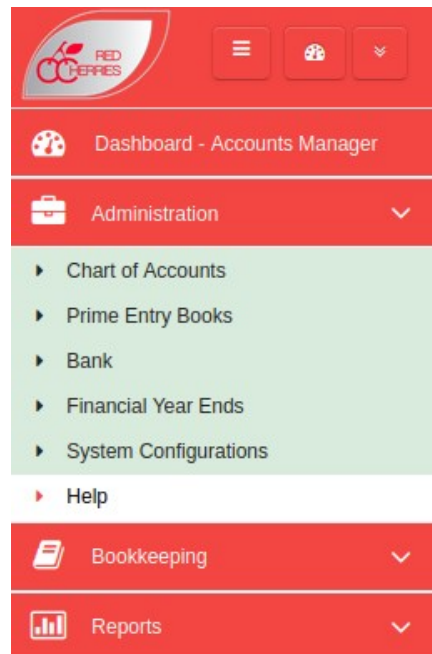 RED
CHERRIES
Dashboard - Accounts Manager
Administration
Chart of Accounts
Prime Entry Books
Bank
Financial Year Ends
System Configurations
Help
Bookkeeping
Reports